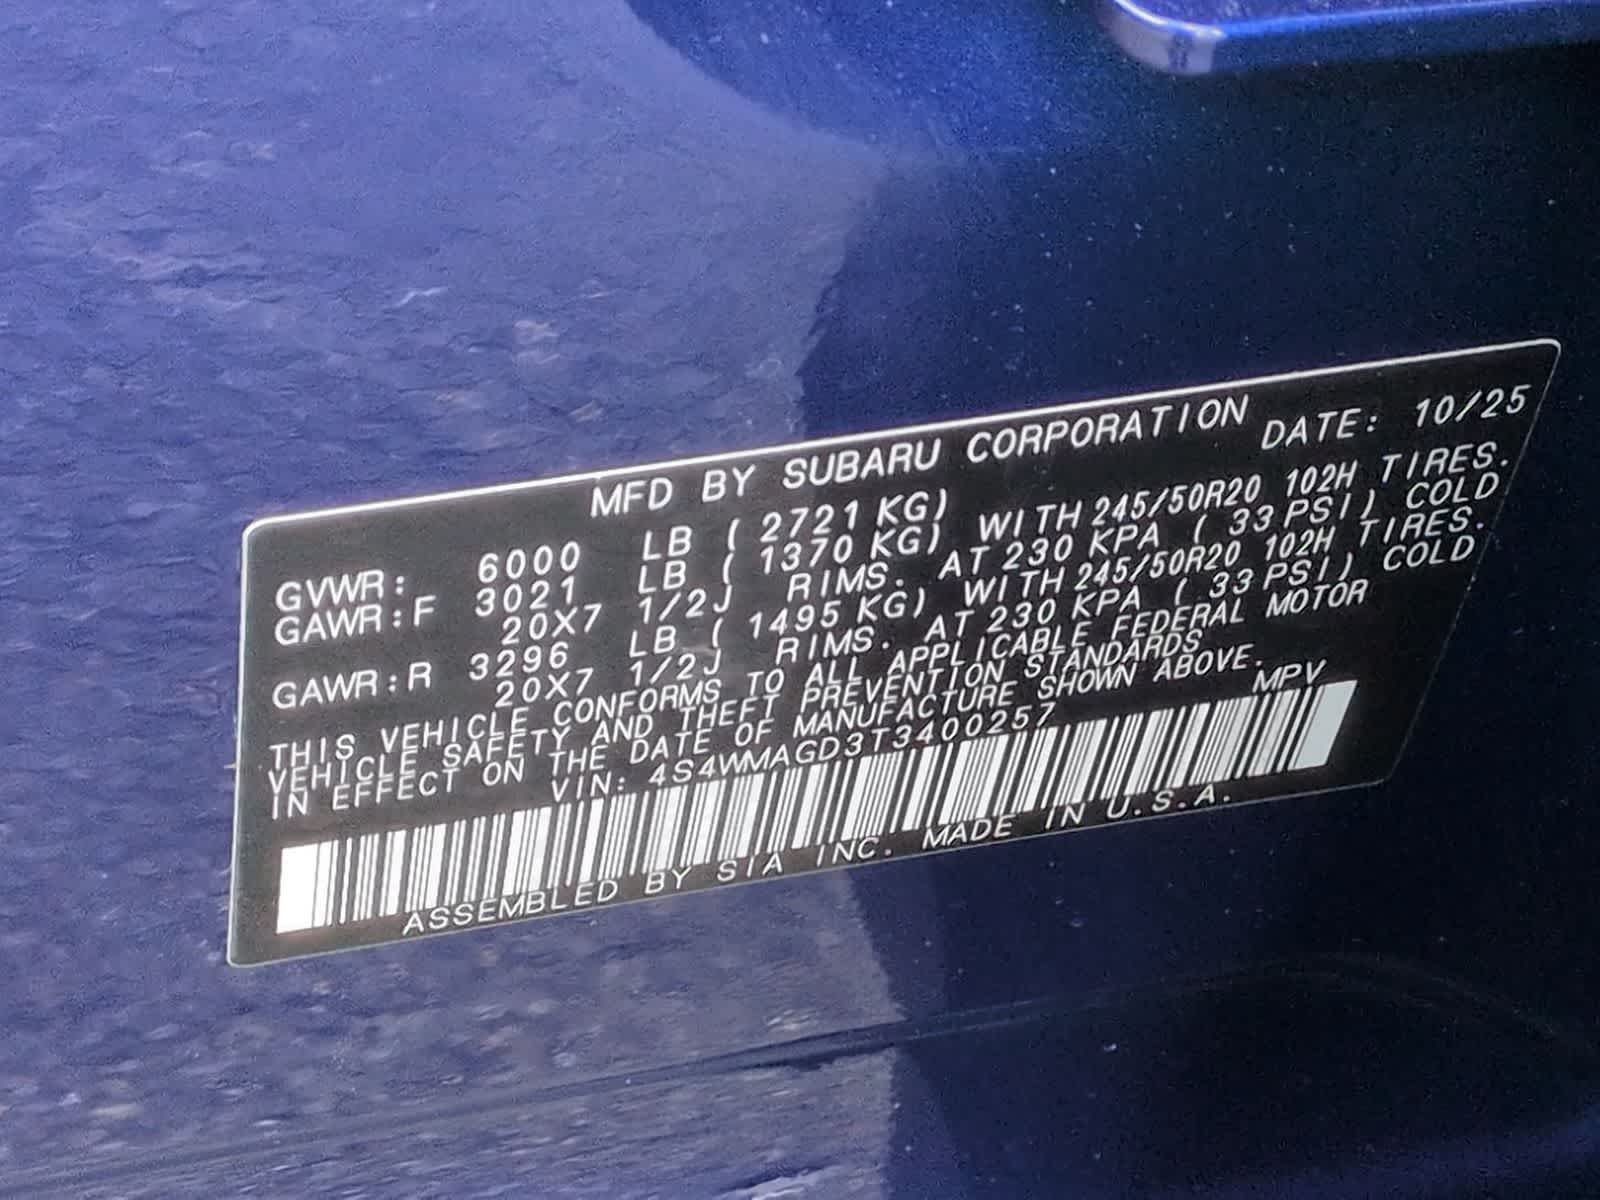 MFD BY SUBARU CORPORATION
DATE: 10/25
GVWR: 6000 LB ( 2721 KG)
GAWR:F 3021 LB ( 1370 KG) WITH 245/50R20 102H TIRES.
20X7 1/2J RIMS. AT 230 KPA ( 33 PSI) COLD
GAWR:R 3296 LB ( 1495 KG) WITH 245/50R20 102H TIRES.
20X7 1/2J RIMS. AT 230 KPA ( 33 PSI) COLD
THIS VEHICLE CONFORMS TO ALL APPLICABLE FEDERAL MOTOR
VEHICLE SAFETY AND THEFT PREVENTION STANDARDS
IN EFFECT ON THE DATE OF MANUFACTURE SHOWN ABOVE.
VIN: 4S4WMAGD3T3400257 MPV
ASSEMBLED BY SIA INC. MADE IN U.S.A.